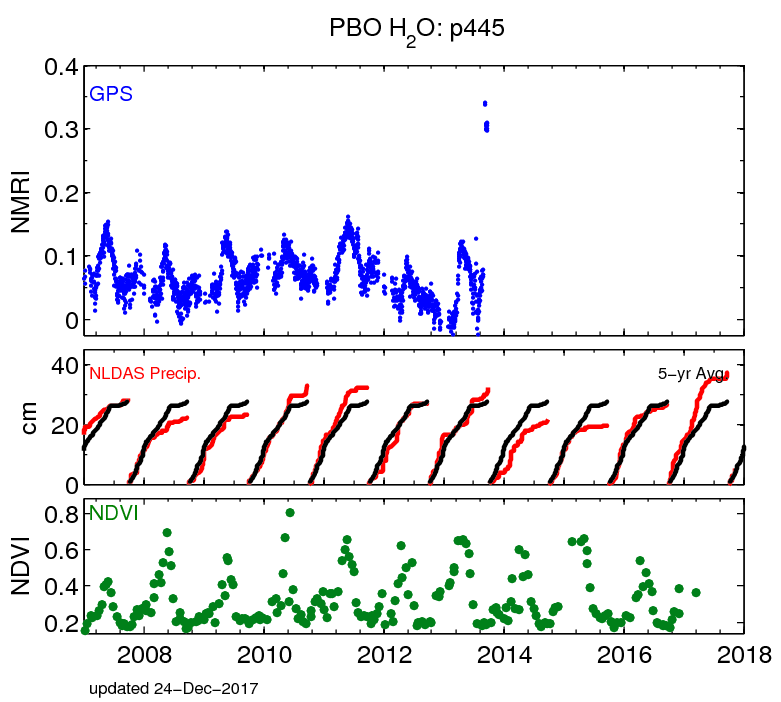 PBO H2O: p445
0.4
GPS
0.3
NMRI
0.2
0.1
0
40
NLDAS Precip.
5−yr Avg.
cm
20
0
0.8
NDVI
NDVI
0.6
0.4
0.2
2008 2010 2012 2014 2016 2018
updated 24−Dec−2017